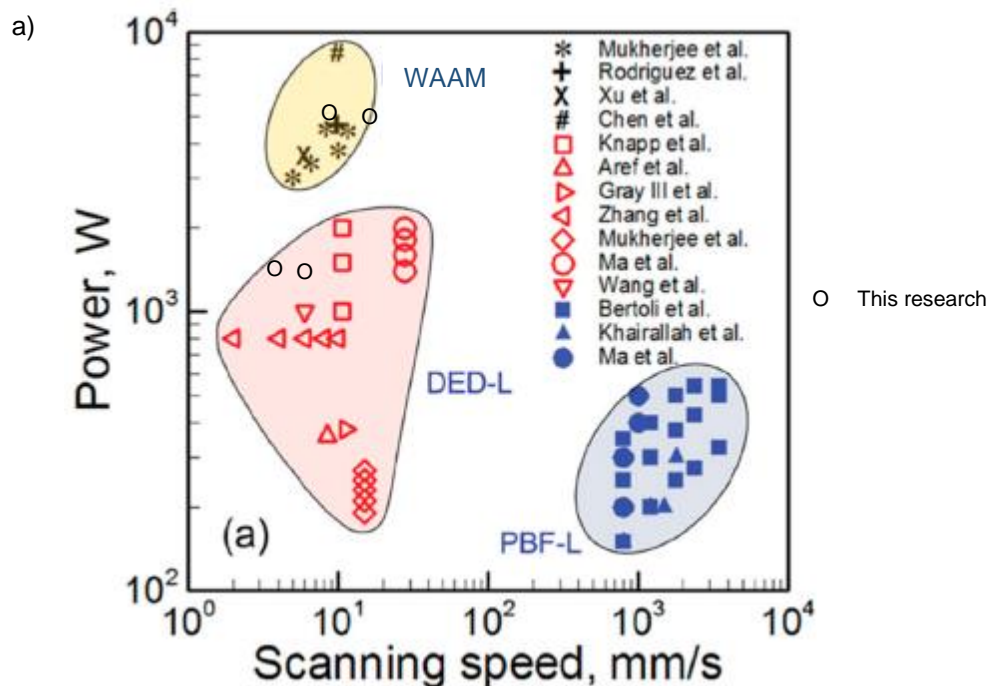 a)
10⁴
WAAM
* Mukherjee et al.
+ Rodriguez et al.
X Xu et al.
# Chen et al.
Knapp et al.
Aref et al.
Gray III et al.
Zhang et al.
Mukherjee et al.
Ma et al.
Wang et al.
Bertoli et al.
Khairallah et al.
Ma et al.
O This research
Power, W
10³
DED-L
(a)
PBF-L
10²
10⁰ 10¹ 10² 10³ 10⁴
Scanning speed, mm/s